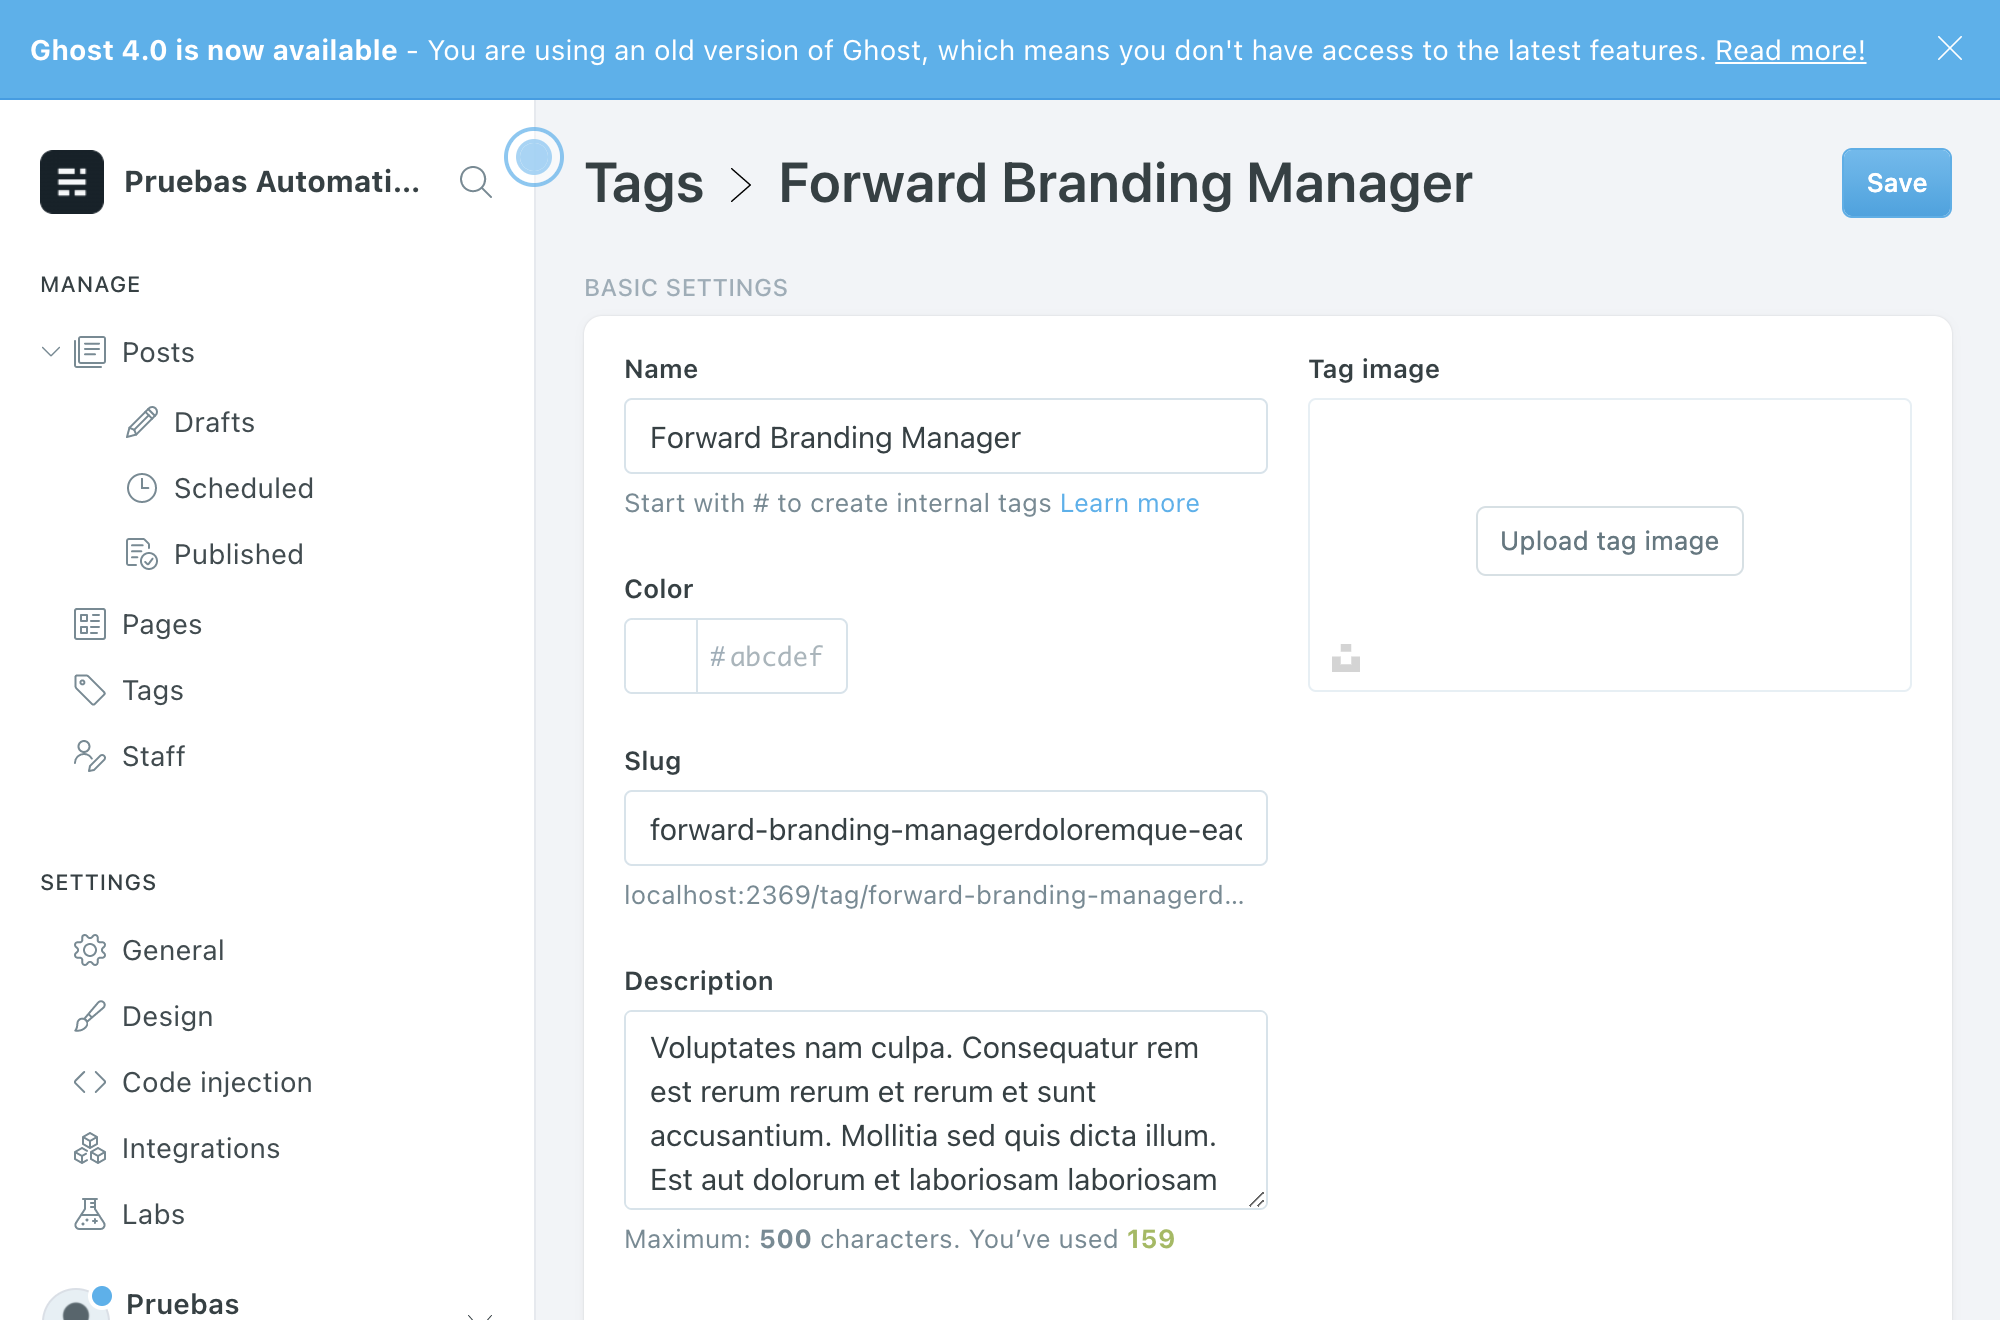 Ghost 4.0 is now available - You are using an old version of Ghost, which means you don't have access to the latest features. Read more!
Pruebas Automati...
Tags > Forward Branding Manager
Save
MANAGE
Posts
Drafts
Scheduled
Published
Pages
Tags
Staff
SETTINGS
General
Design
Code injection
Integrations
Labs
Pruebas
BASIC SETTINGS
Name
Forward Branding Manager
Start with # to create internal tags Learn more
Color
#abcdef
Slug
forward-branding-managerdoloremque-eac
localhost:2369/tag/forward-branding-managerd...
Description
Voluptates nam culpa. Consequatur rem
est rerum rerum et rerum et sunt
accusantium. Mollitia sed quis dicta illum.
Est aut dolorum et laboriosam laboriosam
Maximum: 500 characters. You’ve used 159
Tag image
Upload tag image